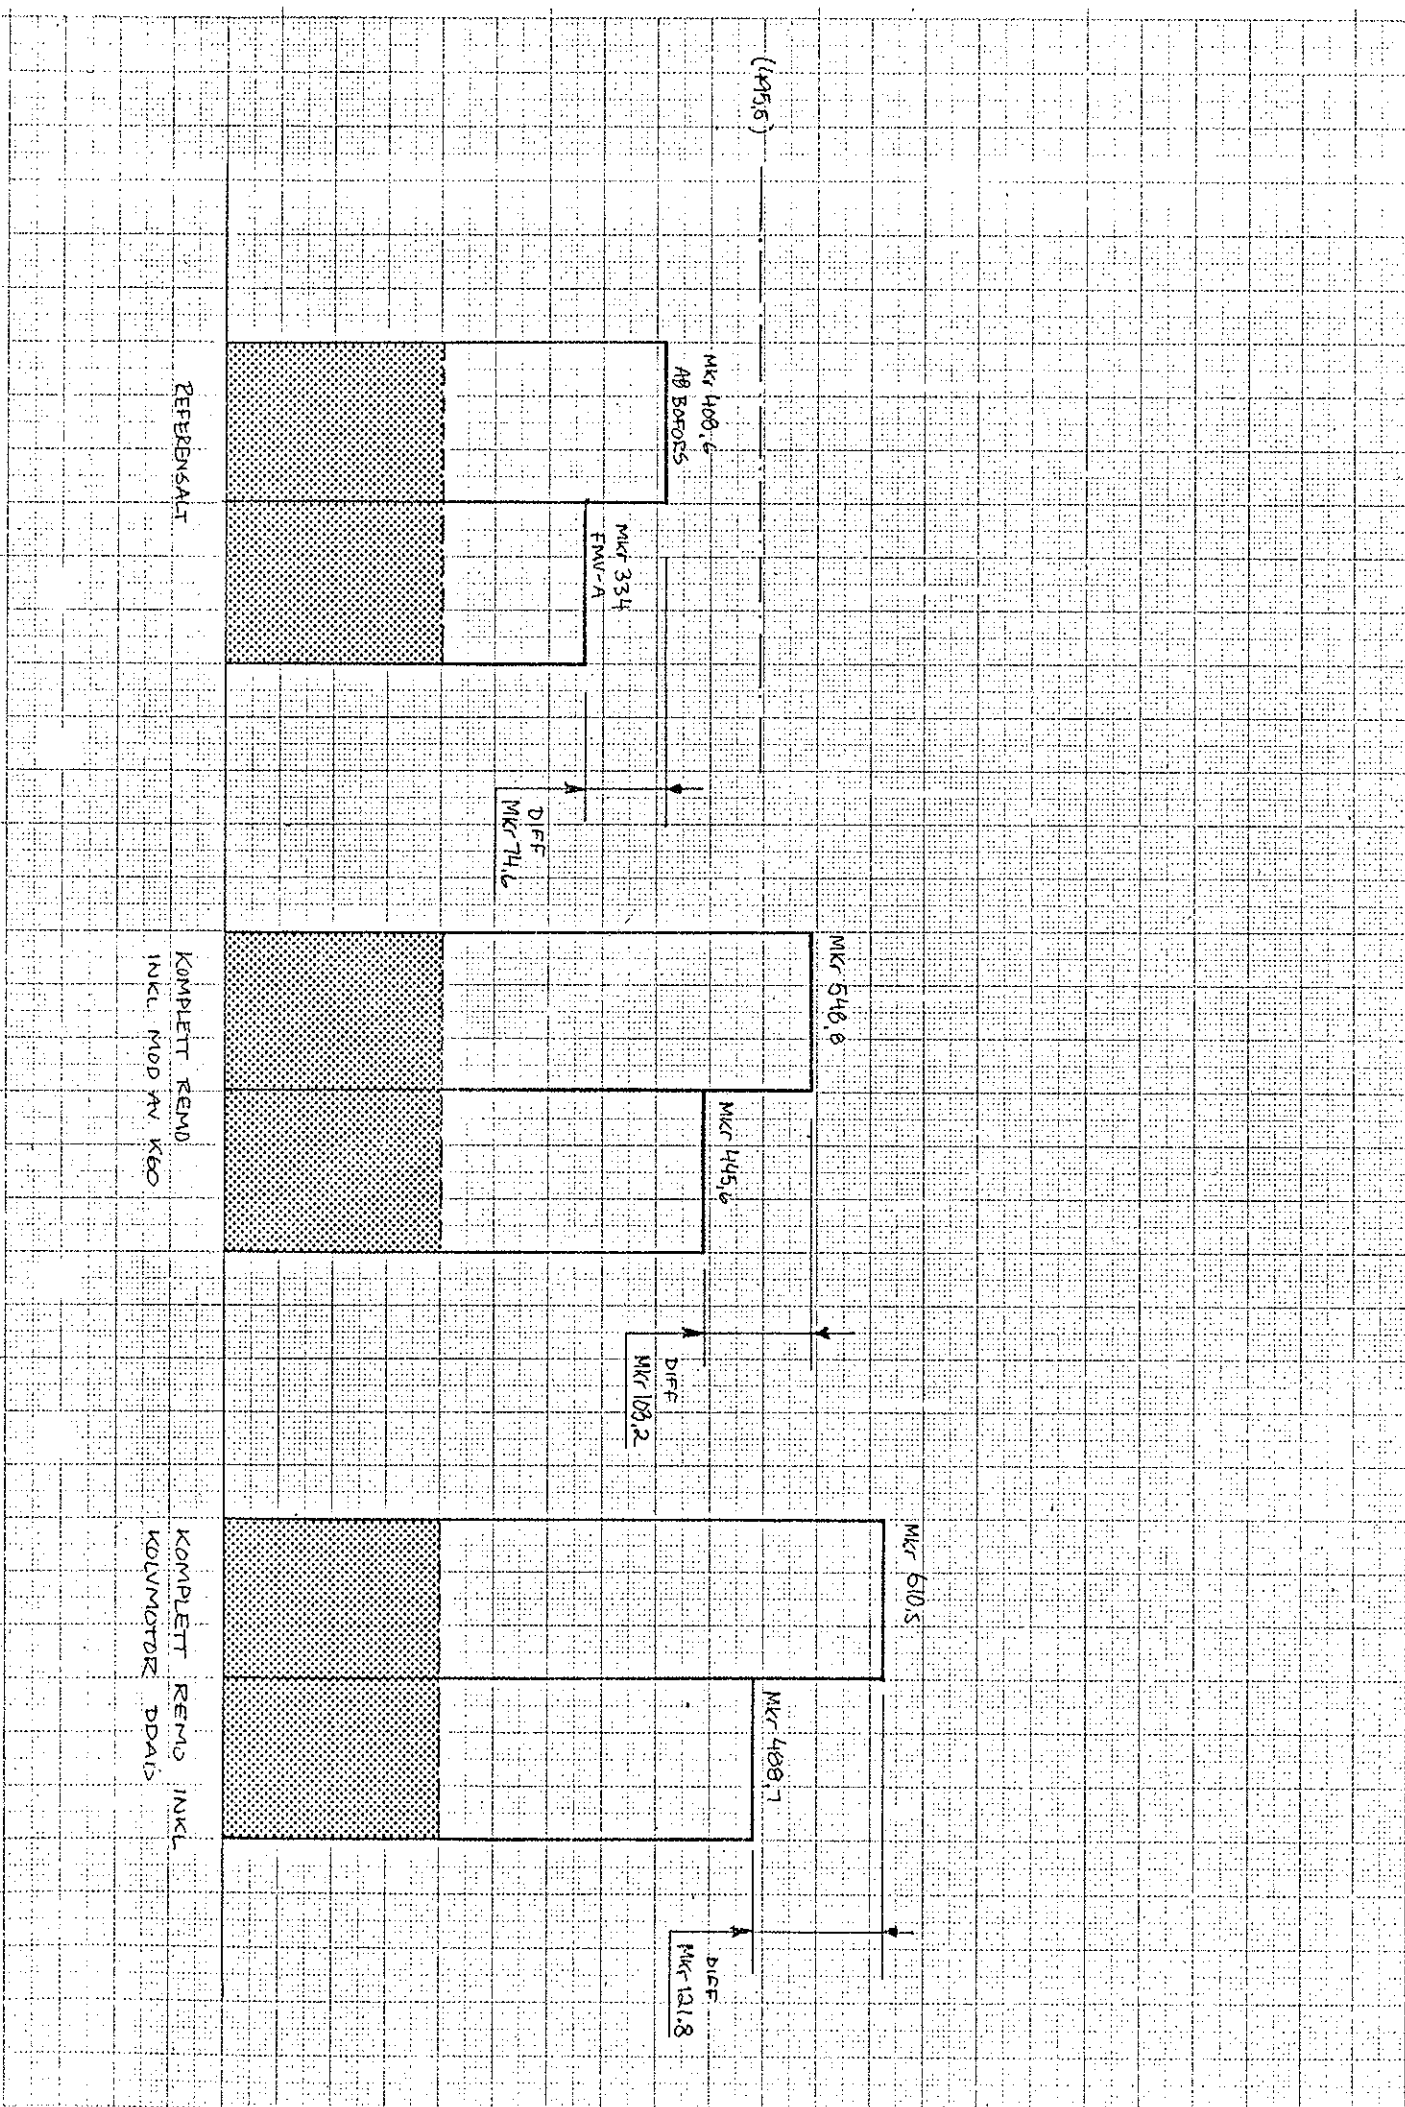 (495,5)
Mkr 408,6
AB BOFORS
Mkr 334
FMV-A
DIFF
Mkr 74,6
REFERENSALT
Mkr 548,8
Mkr 445,6
DIFF
Mkr 103,2
KOMPLETT REMO
INKL. MOD AV K60
Mkr 610,5
Mkr 488,7
DIFF
Mkr 121.8
KOMPLETT REMO INKL
KOLVMOTOR DDAD